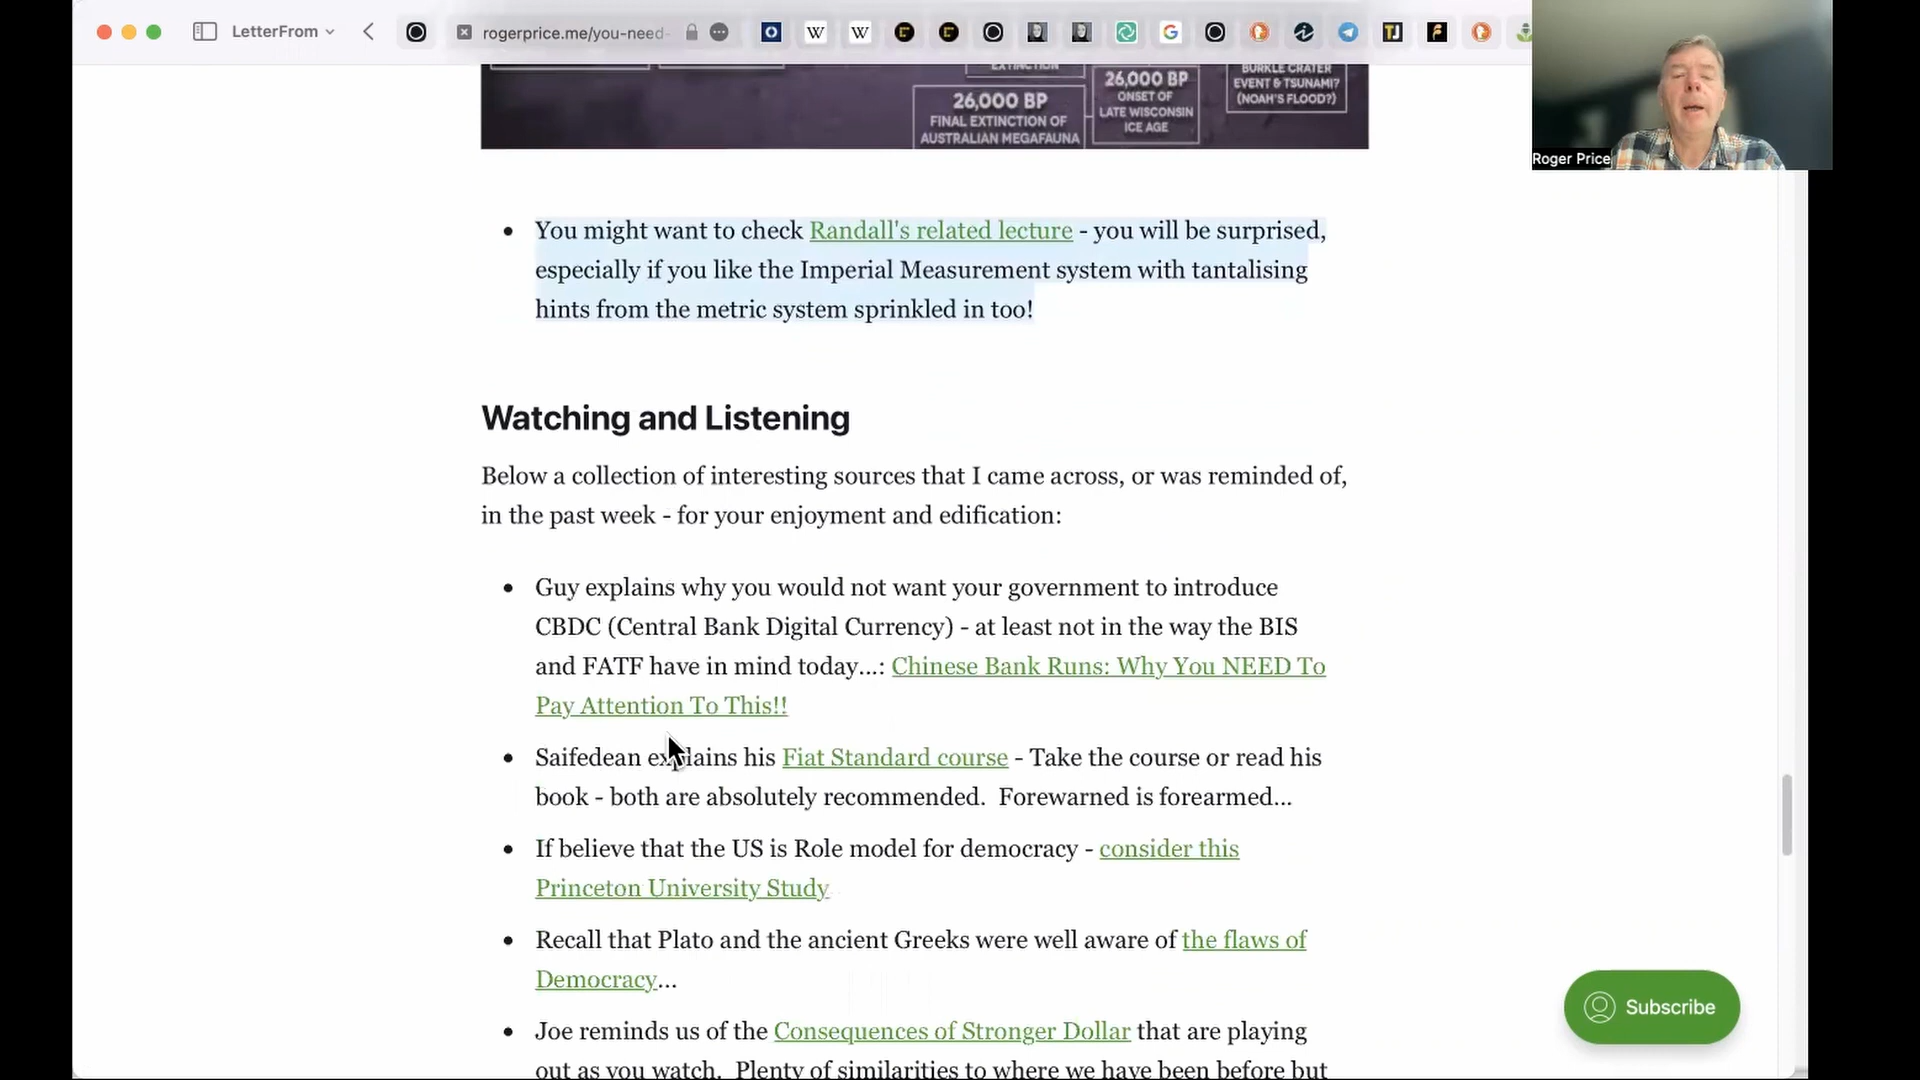 LetterFrom
rogerprice.me/you-need-
EXTINCTION
26,000 BP
FINAL EXTINCTION OF
AUSTRALIAN MEGAFAUNA
26,000 BP
ONSET OF
LATE WISCONSIN
ICE AGE
BURKLE CRATER
EVENT & TSUNAMI?
(NOAH'S FLOOD?)
Roger Price
You might want to check Randall's related lecture - you will be surprised,
especially if you like the Imperial Measurement system with tantalising
hints from the metric system sprinkled in too!
Watching and Listening
Below a collection of interesting sources that I came across, or was reminded of,
in the past week - for your enjoyment and edification:
Guy explains why you would not want your government to introduce
CBDC (Central Bank Digital Currency) - at least not in the way the BIS
and FATF have in mind today...: Chinese Bank Runs: Why You NEED To
Pay Attention To This!!
Saifedean explains his Fiat Standard course - Take the course or read his
book - both are absolutely recommended. Forewarned is forearmed...
If believe that the US is Role model for democracy - consider this
Princeton University Study
Recall that Plato and the ancient Greeks were well aware of the flaws of
Democracy...
Joe reminds us of the Consequences of Stronger Dollar that are playing
out as you watch. Plenty of similarities to where we have been before but
Subscribe